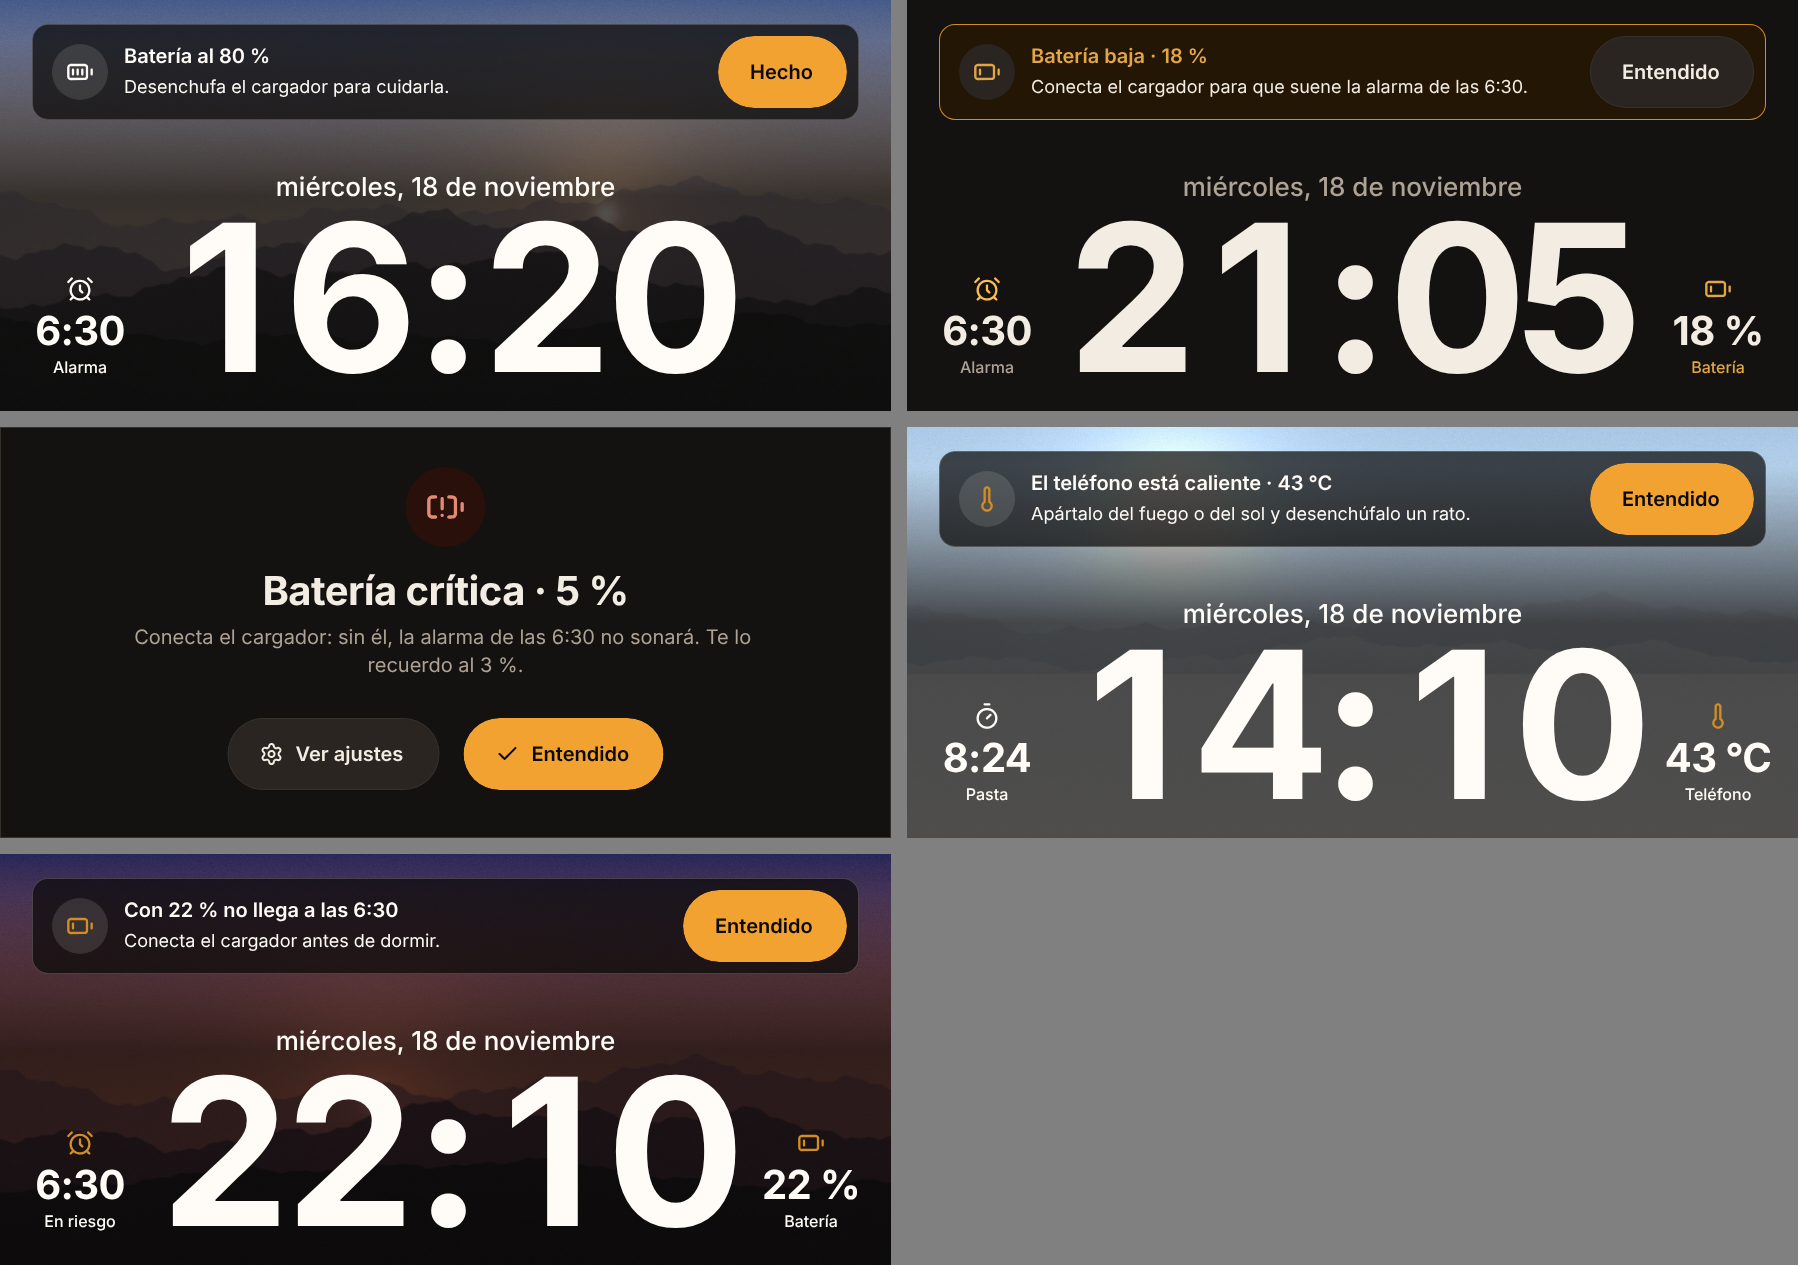 Batería al 80 %
Desenchufa el cargador para cuidarla.
Hecho
miércoles, 18 de noviembre
16:20
6:30
Alarma
Batería baja · 18 %
Conecta el cargador para que suene la alarma de las 6:30.
Entendido
miércoles, 18 de noviembre
21:05
6:30
Alarma
18 %
Batería
Batería crítica · 5 %
Conecta el cargador: sin él, la alarma de las 6:30 no sonará. Te lo
recuerdo al 3 %.
Ver ajustes
Entendido
El teléfono está caliente · 43 °C
Apártalo del fuego o del sol y desenchúfalo un rato.
Entendido
miércoles, 18 de noviembre
14:10
8:24
Pasta
43 °C
Teléfono
Con 22 % no llega a las 6:30
Conecta el cargador antes de dormir.
Entendido
miércoles, 18 de noviembre
22:10
6:30
En riesgo
22 %
Batería